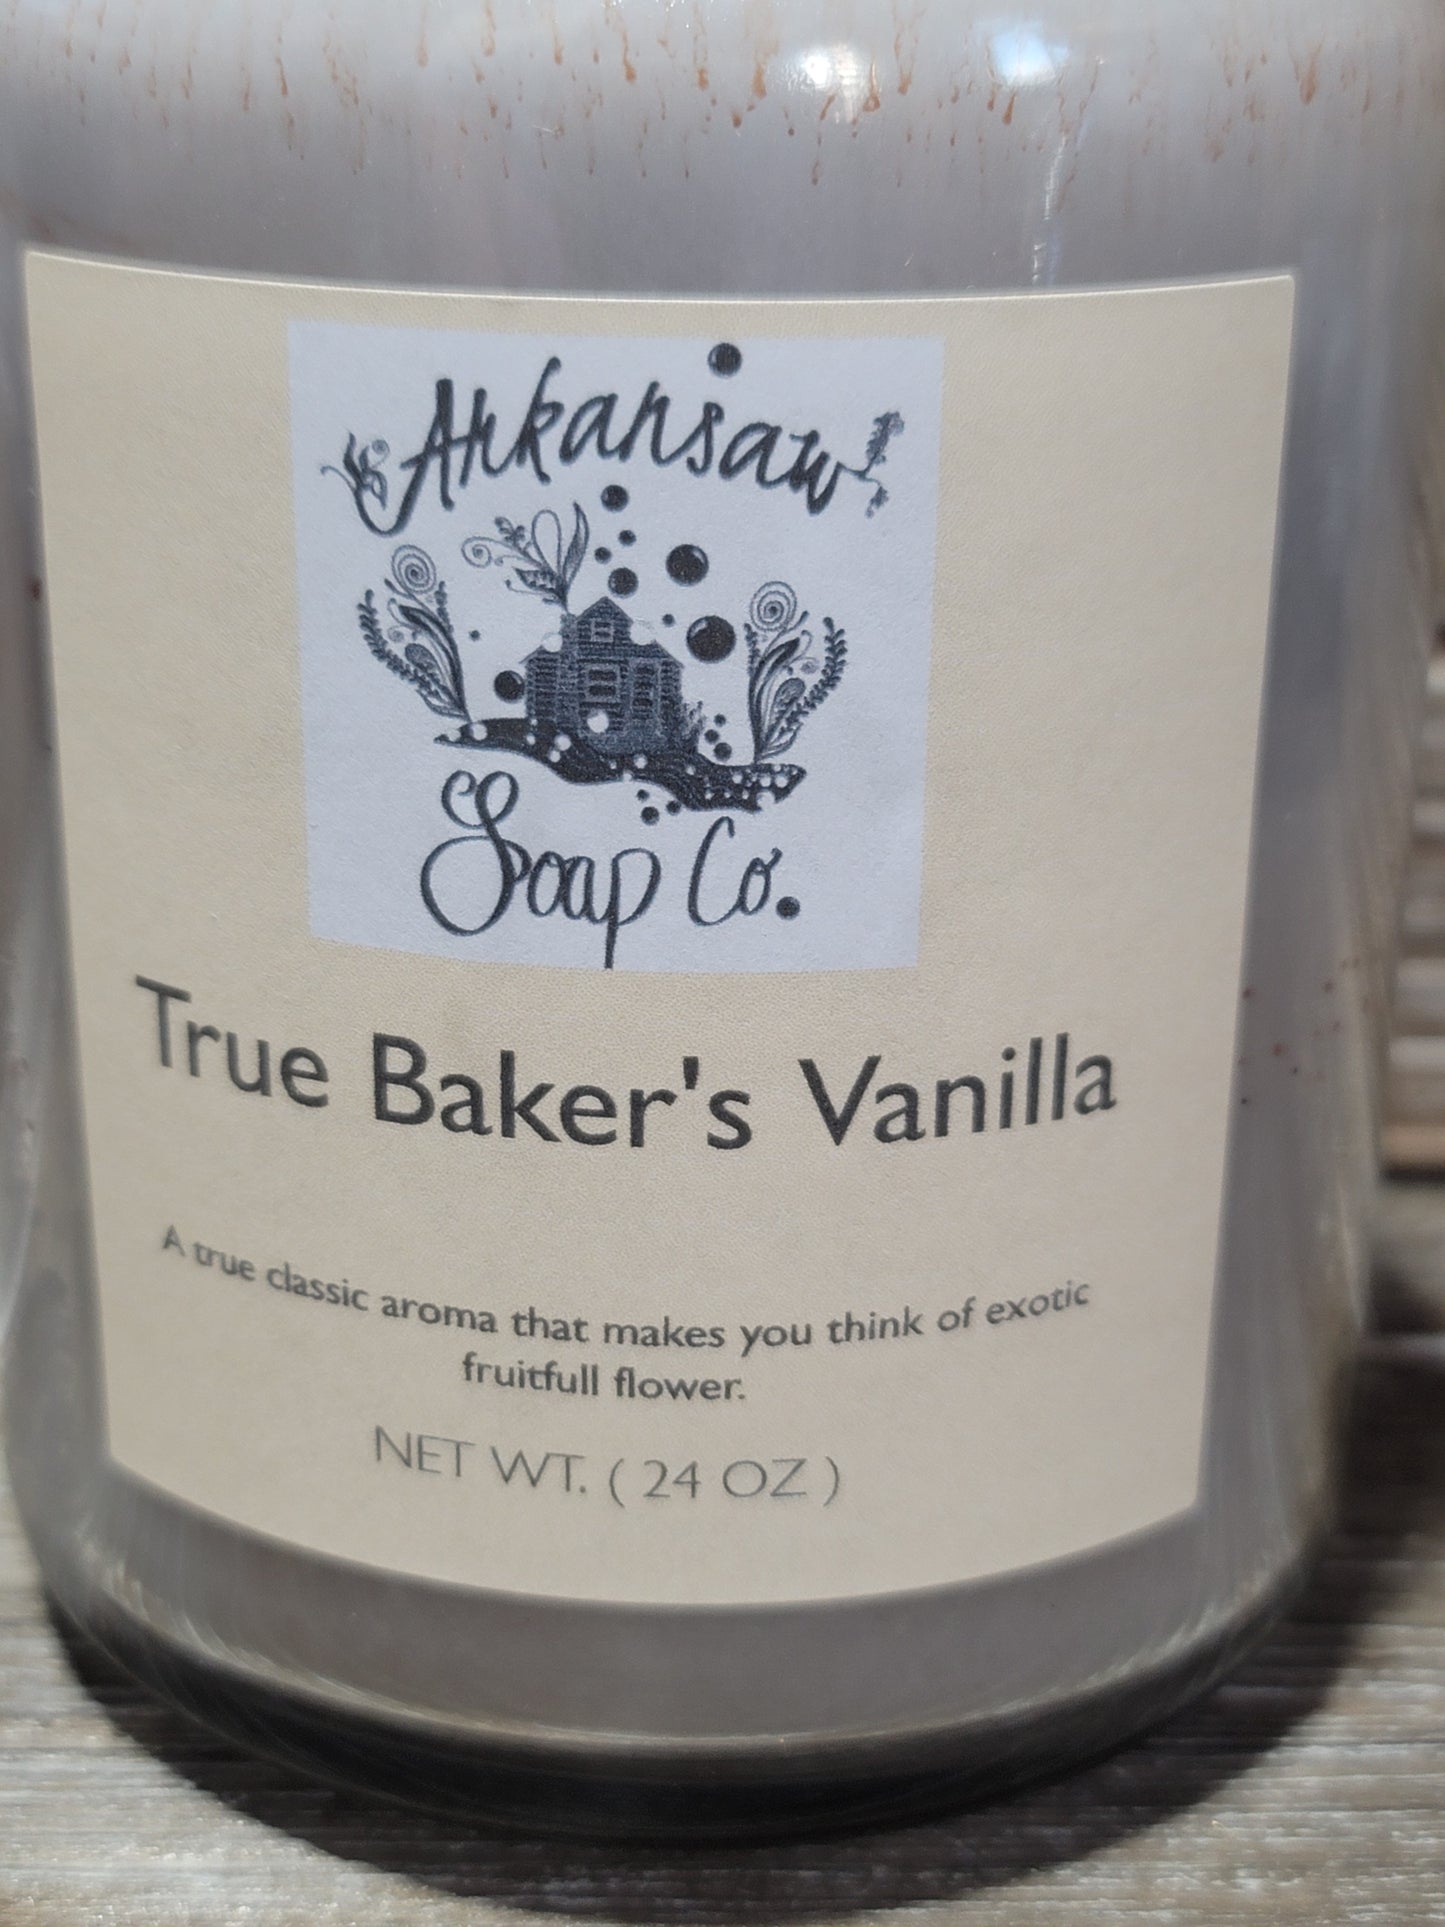 Arkansaw
Soap Co.
True Baker's Vanilla
A true classic aroma that makes you think of exotic
fruitfull flower.
NET WT. ( 24 OZ )